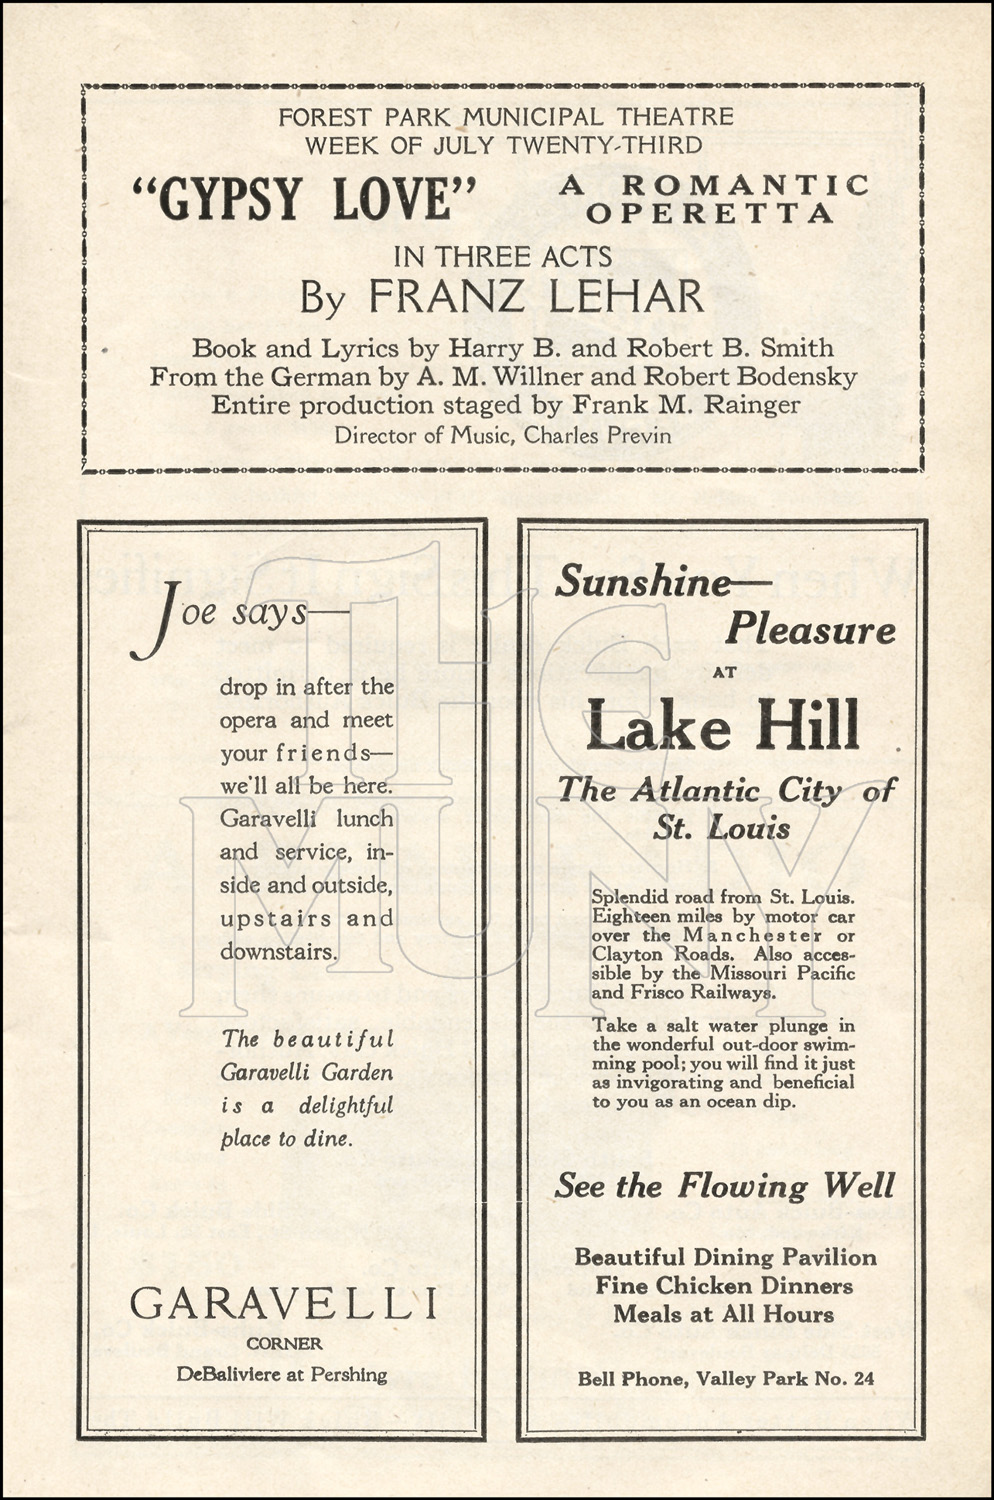 FOREST PARK MUNICIPAL THEATRE
WEEK OF JULY TWENTY-THIRD
"GYPSY LOVE" A ROMANTIC OPERETTA
IN THREE ACTS
By FRANZ LEHAR
Book and Lyrics by Harry B. and Robert B. Smith
From the German by A. M. Willner and Robert Bodensky
Entire production staged by Frank M. Rainger
Director of Music, Charles Previn
Joe says—
drop in after the
opera and meet
your friends—
we'll all be here.
Garavelli lunch
and service, in-
side and outside,
upstairs and
downstairs.
The beautiful
Garavelli Garden
is a delightful
place to dine.
GARAVELLI
CORNER
DeBaliviere at Pershing
Sunshine—
Pleasure
AT
Lake Hill
The Atlantic City of
St. Louis
Splendid road from St. Louis.
Eighteen miles by motor car
over the Manchester or
Clayton Roads. Also acces-
sible by the Missouri Pacific
and Frisco Railways.
Take a salt water plunge in
the wonderful out-door swim-
ming pool; you will find it just
as invigorating and beneficial
to you as an ocean dip.
See the Flowing Well
Beautiful Dining Pavilion
Fine Chicken Dinners
Meals at All Hours
Bell Phone, Valley Park No. 24
THE
MUNY